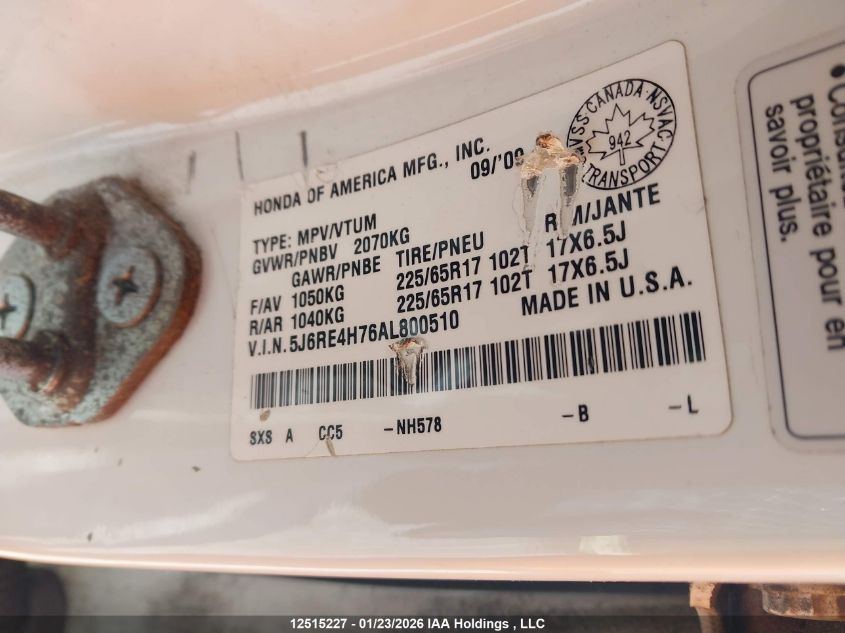 HONDA OF AMERICA MFG., INC.
09/'09
CMVSS CANADA·NSVAC
942
TRANSPORT
TYPE: MPV/VTUM
GVWR/PNBV 2070KG
GAWR/PNBE TIRE/PNEU RIM/JANTE
F/AV 1050KG 225/65R17 102T 17X6.5J
R/AR 1040KG 225/65R17 102T 17X6.5J
V.I.N. 5J6RE4H76AL800510 MADE IN U.S.A.
SXS A CC5 -NH578 -B -L
propriétaire pour en
savoir plus.
12515227 - 01/23/2026 IAA Holdings , LLC